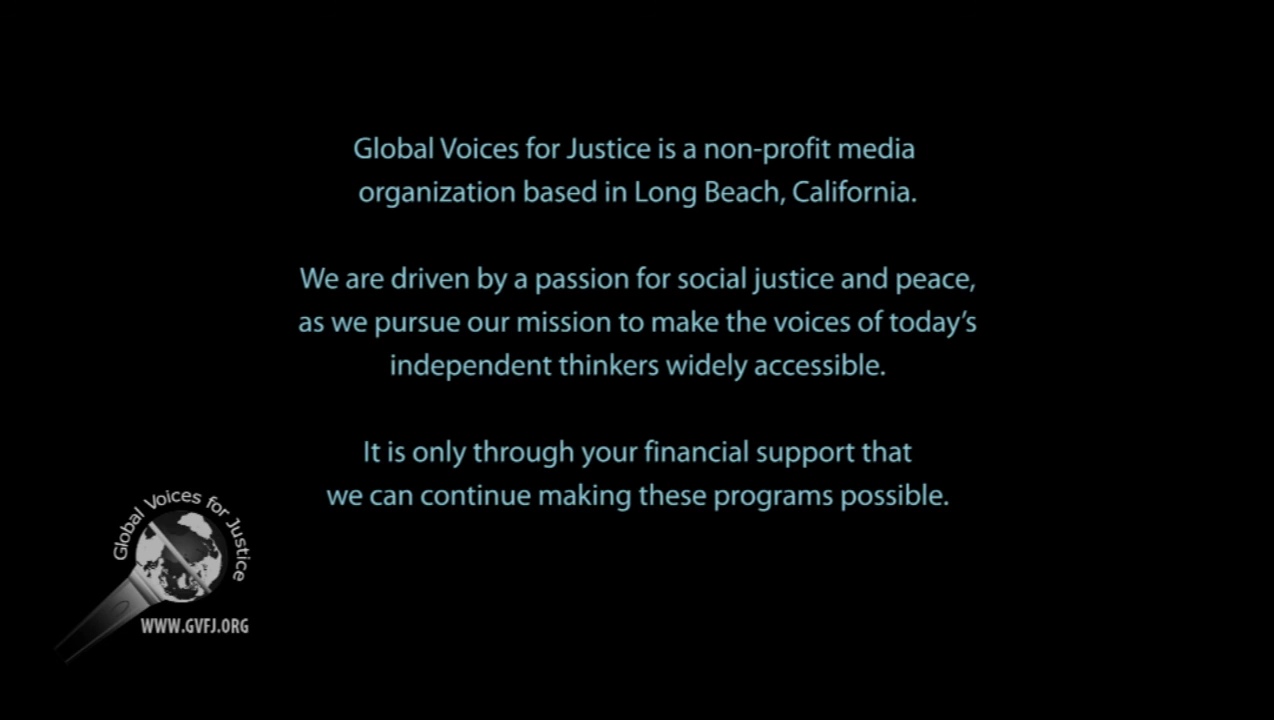 Global Voices for Justice is a non-profit media
organization based in Long Beach, California.
We are driven by a passion for social justice and peace,
as we pursue our mission to make the voices of today's
independent thinkers widely accessible.
It is only through your financial support that
we can continue making these programs possible.
Global Voices for Justice
WWW.GVFJ.ORG